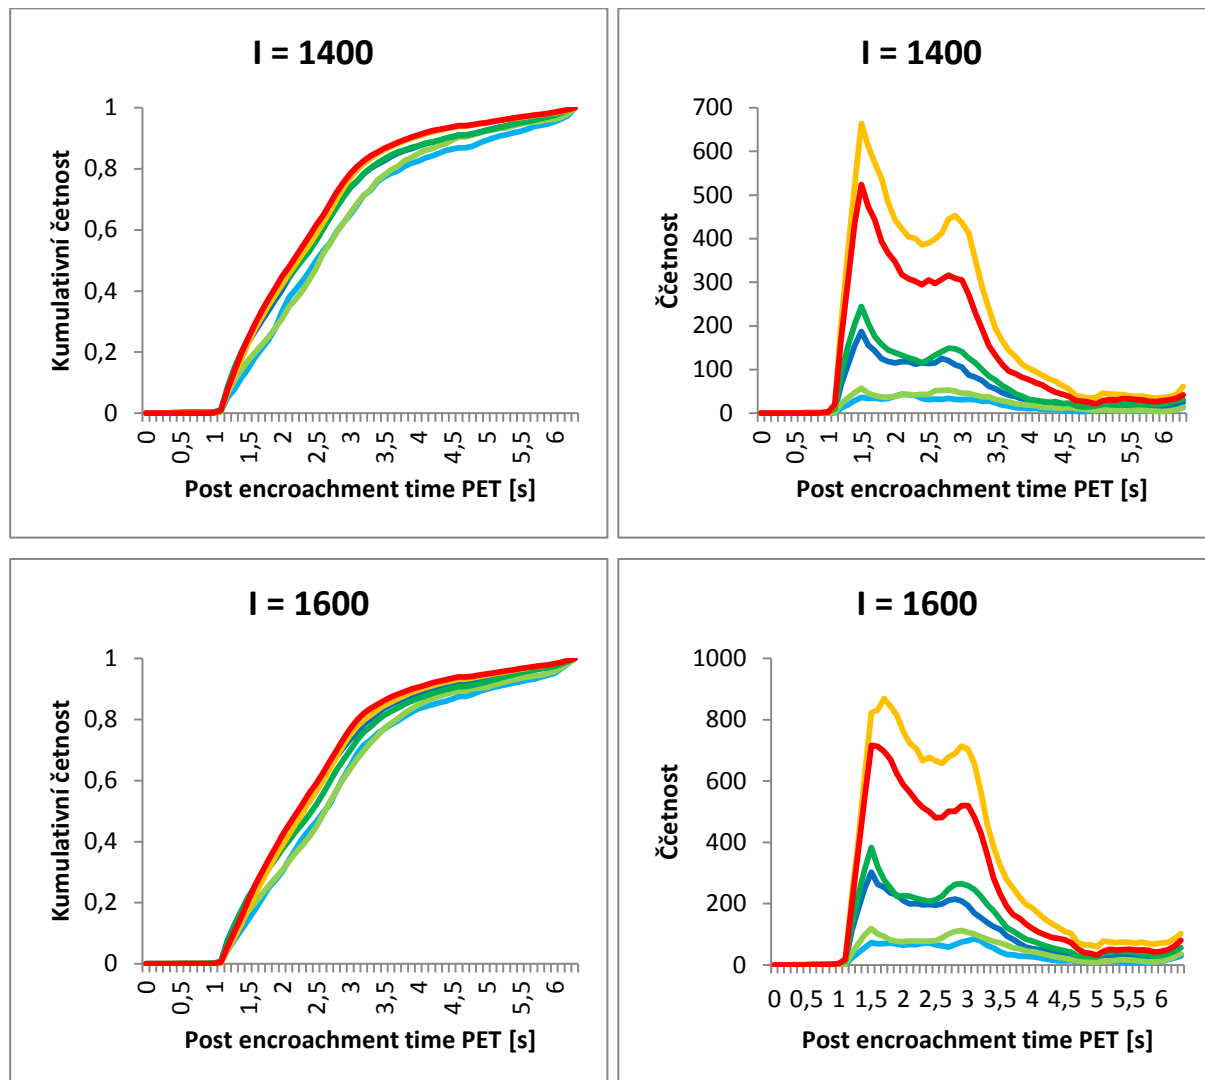 I = 1400
Kumulativní četnost
1
0,8
0,6
0,4
0,2
0
0 0,5 1 1,5 2 2,5 3 3,5 4 4,5 5 5,5 6
Post encroachment time PET [s]
I = 1400
Ččetnost
700
600
500
400
300
200
100
0
0 0,5 1 1,5 2 2,5 3 3,5 4 4,5 5 5,5 6
Post encroachment time PET [s]
I = 1600
Kumulativní četnost
1
0,8
0,6
0,4
0,2
0
0 0,5 1 1,5 2 2,5 3 3,5 4 4,5 5 5,5 6
Post encroachment time PET [s]
I = 1600
Ččetnost
1000
800
600
400
200
0
0 0,5 1 1,5 2 2,5 3 3,5 4 4,5 5 5,5 6
Post encroachment time PET [s]